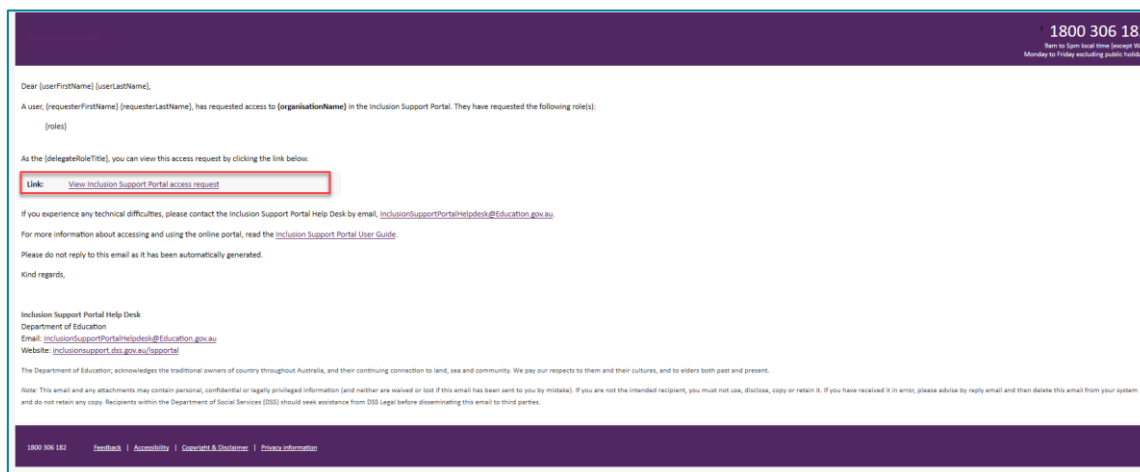 1800 306 182
9am to 5pm local time (except W
Monday to Friday excluding public holid
Dear {userFirstName} {userLastName},
A user, {requesterFirstName} {requesterLastName}, has requested access to {organisationName} in the Inclusion Support Portal. They have requested the following role(s):
{roles}
As the {delegateRoleTitle}, you can view this access request by clicking the link below.
Link: View Inclusion Support Portal access request
If you experience any technical difficulties, please contact the Inclusion Support Portal Help Desk by email, InclusionSupportPortalHelpdesk@Education.gov.au.
For more information about accessing and using the online portal, read the Inclusion Support Portal User Guide.
Please do not reply to this email as it has been automatically generated.
Kind regards,
Inclusion Support Portal Help Desk
Department of Education
Email: InclusionSupportPortalHelpdesk@Education.gov.au
Website: inclusionsupport.dss.gov.au/ispportal
The Department of Education; acknowledges the traditional owners of country throughout Australia, and their continuing connection to land, sea and community. We pay our respects to them and their cultures, and to elders both past and present.
Note: This email and any attachments may contain personal, confidential or legally privileged information (and neither are waived or lost if this email has been sent to you by mistake). If you are not the intended recipient, you must not use, disclose, copy or retain it. If you have received it in error, please advise by reply email and then delete this email from your system
and do not retain any copy. Recipients within the Department of Social Services (DSS) should seek assistance from DSS Legal before disseminating this email to third parties.
1800 306 182 Feedback | Accessibility | Copyright & Disclaimer | Privacy information